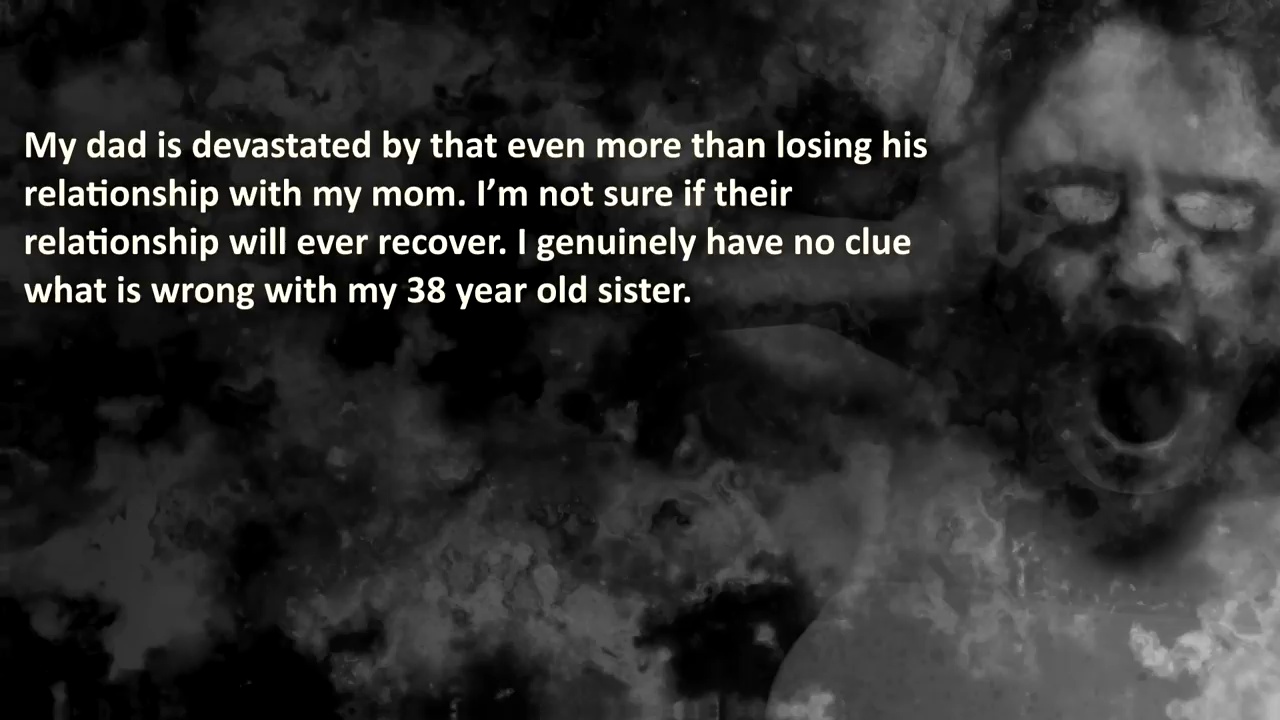 My dad is devastated by that even more than losing his
relationship with my mom. I’m not sure if their
relationship will ever recover. I genuinely have no clue
what is wrong with my 38 year old sister.